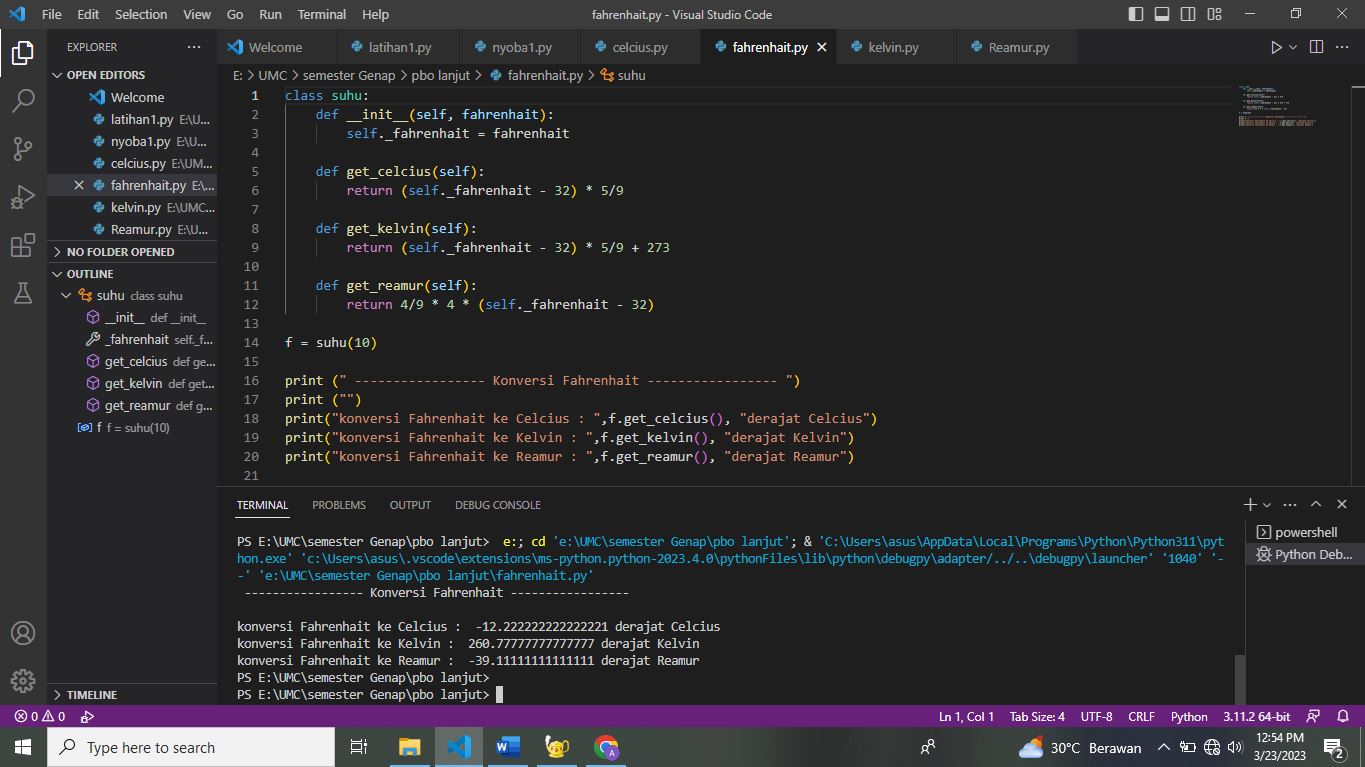 File Edit Selection View Go Run Terminal Help fahrenhait.py - Visual Studio Code
EXPLORER ···
OPEN EDITORS
Welcome
latihan1.py E:\U...
nyoba1.py E:\U...
celcius.py E:\UM...
fahrenhait.py E:\...
kelvin.py E:\UMC...
Reamur.py E:\U...
NO FOLDER OPENED
OUTLINE
suhu class suhu
__init__ def __init__
_fahrenhait self._f...
get_celcius def ge...
get_kelvin def get...
get_reamur def g...
f f = suhu(10)
TIMELINE
Welcome latihan1.py nyoba1.py celcius.py fahrenhait.py kelvin.py Reamur.py
E: > UMC > semester Genap > pbo lanjut > fahrenhait.py > suhu
1 class suhu:
2 def __init__(self, fahrenhait):
3 self._fahrenhait = fahrenhait
4
5 def get_celcius(self):
6 return (self._fahrenhait - 32) * 5/9
7
8 def get_kelvin(self):
9 return (self._fahrenhait - 32) * 5/9 + 273
10
11 def get_reamur(self):
12 return 4/9 * 4 * (self._fahrenhait - 32)
13
14 f = suhu(10)
15
16 print (" ----------------- Konversi Fahrenhait ----------------- ")
17 print ("")
18 print("konversi Fahrenhait ke Celcius : ",f.get_celcius(), "derajat Celcius")
19 print("konversi Fahrenhait ke Kelvin : ",f.get_kelvin(), "derajat Kelvin")
20 print("konversi Fahrenhait ke Reamur : ",f.get_reamur(), "derajat Reamur")
21
TERMINAL PROBLEMS OUTPUT DEBUG CONSOLE
PS E:\UMC\semester Genap\pbo lanjut> e:; cd 'e:\UMC\semester Genap\pbo lanjut'; & 'C:\Users\asus\AppData\Local\Programs\Python\Python311\pyt
hon.exe' 'c:\Users\asus\.vscode\extensions\ms-python.python-2023.4.0\pythonFiles\lib\python\debugpy\adapter/../..\debugpy\launcher' '1040' '-
-' 'e:\UMC\semester Genap\pbo lanjut\fahrenhait.py'
----------------- Konversi Fahrenhait -----------------
konversi Fahrenhait ke Celcius :  -12.222222222222221 derajat Celcius
konversi Fahrenhait ke Kelvin :  260.77777777777777 derajat Kelvin
konversi Fahrenhait ke Reamur :  -39.11111111111111 derajat Reamur
PS E:\UMC\semester Genap\pbo lanjut>
PS E:\UMC\semester Genap\pbo lanjut>
powershell
Python Deb...
0 0 Ln 1, Col 1 Tab Size: 4 UTF-8 CRLF Python 3.11.2 64-bit
Type here to search 30°C Berawan 12:54 PM
3/23/2023 2